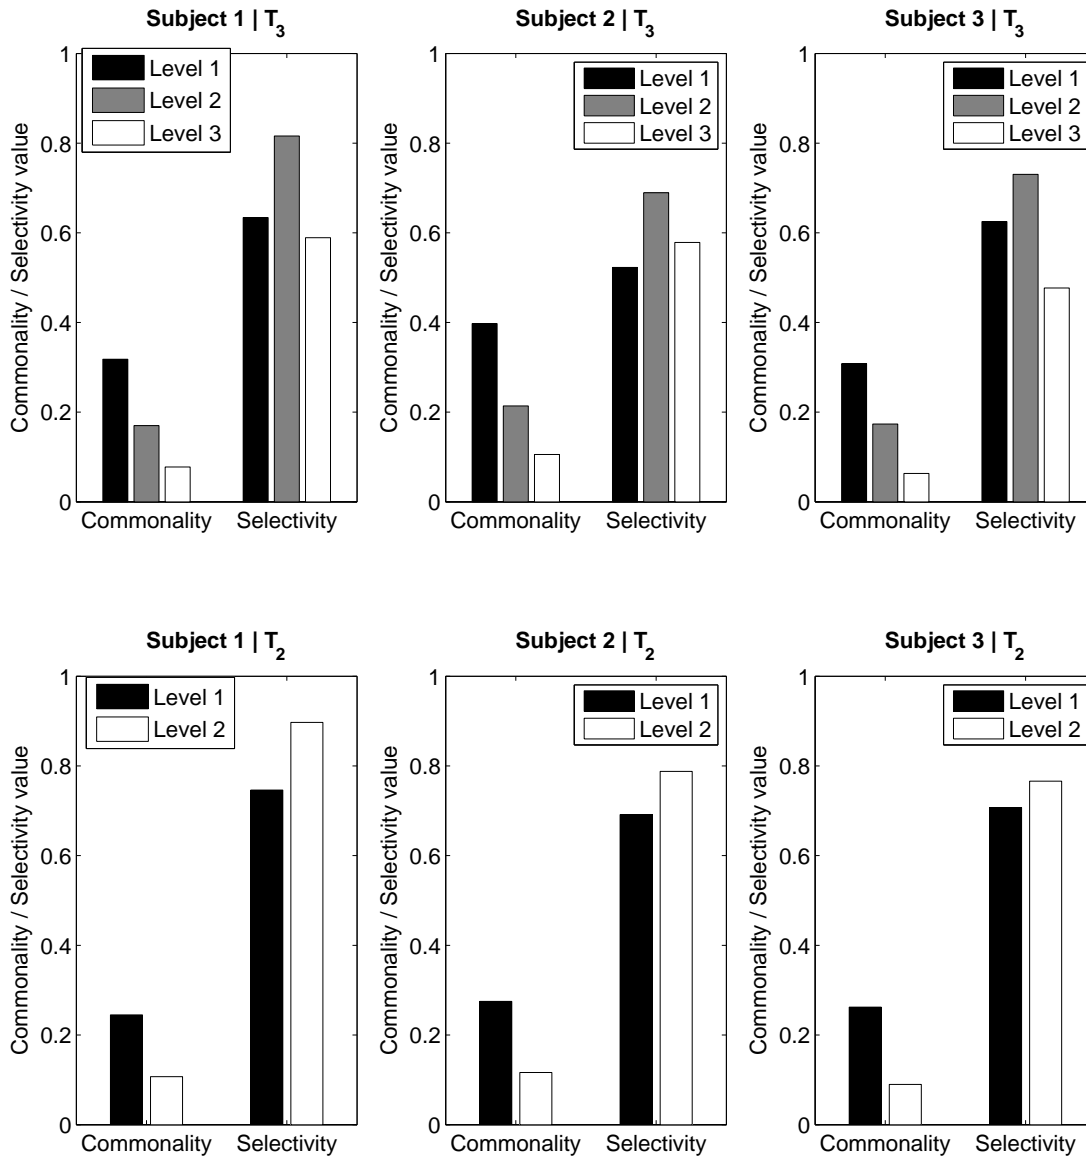 Subject 1 | T3
Subject 2 | T3
Subject 3 | T3
Commonality / Selectivity value
1
0.8
0.6
0.4
0.2
0
Level 1
Level 2
Level 3
Commonality Selectivity
Commonality / Selectivity value
1
0.8
0.6
0.4
0.2
0
Level 1
Level 2
Level 3
Commonality Selectivity
Commonality / Selectivity value
1
0.8
0.6
0.4
0.2
0
Level 1
Level 2
Level 3
Commonality Selectivity
Subject 1 | T2
Subject 2 | T2
Subject 3 | T2
Commonality / Selectivity value
1
0.8
0.6
0.4
0.2
0
Level 1
Level 2
Commonality Selectivity
Commonality / Selectivity value
1
0.8
0.6
0.4
0.2
0
Level 1
Level 2
Commonality Selectivity
Commonality / Selectivity value
1
0.8
0.6
0.4
0.2
0
Level 1
Level 2
Commonality Selectivity